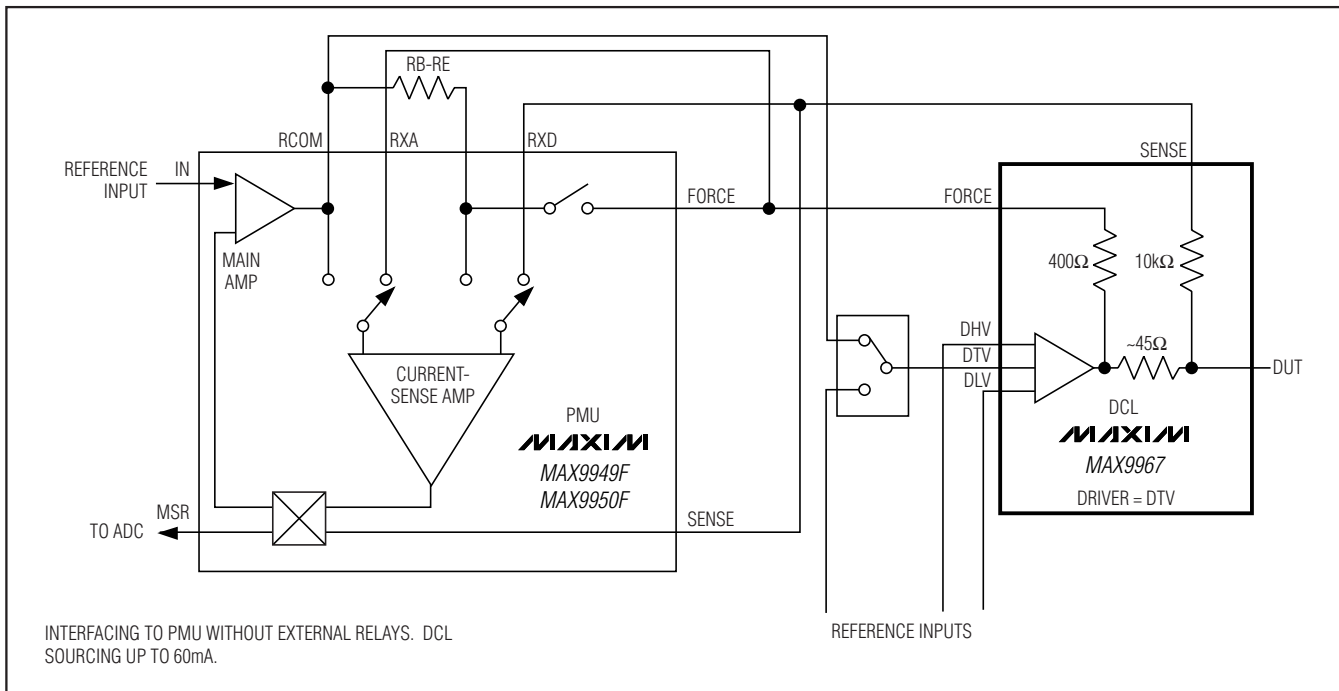 RB-RE
RCOM
RXA
RXD
SENSE
REFERENCE
INPUT
IN
FORCE
FORCE
MAIN
AMP
400Ω
10kΩ
DHV
DTV
DLV
~45Ω
DUT
CURRENT-
SENSE AMP
PMU
MAXIM
MAX9949F
MAX9950F
DCL
MAXIM
MAX9967
DRIVER = DTV
MSR
TO ADC
SENSE
REFERENCE INPUTS
INTERFACING TO PMU WITHOUT EXTERNAL RELAYS. DCL
SOURCING UP TO 60mA.